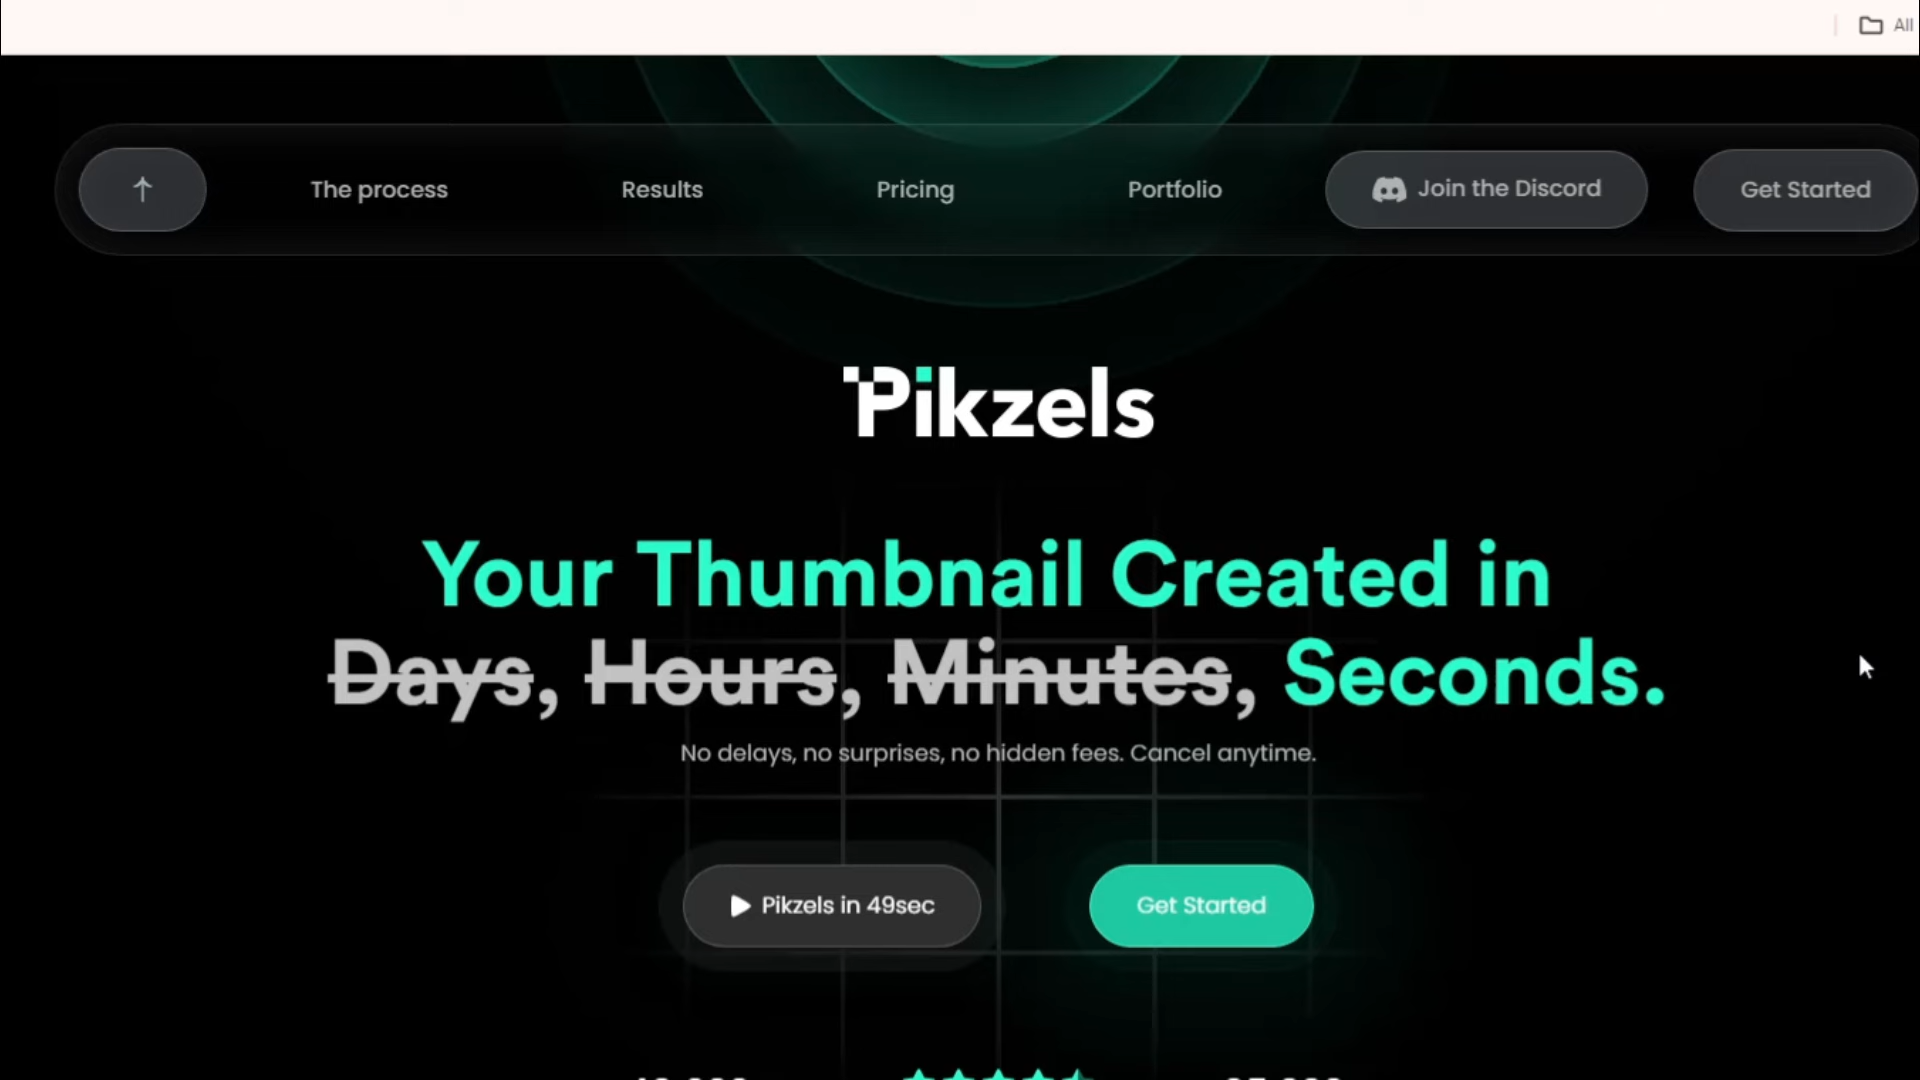 All
The process
Results
Pricing
Portfolio
Join the Discord
Get Started
Pikzels
Your Thumbnail Created in
Days, Hours, Minutes, Seconds.
No delays, no surprises, no hidden fees. Cancel anytime.
Pikzels in 49sec
Get Started